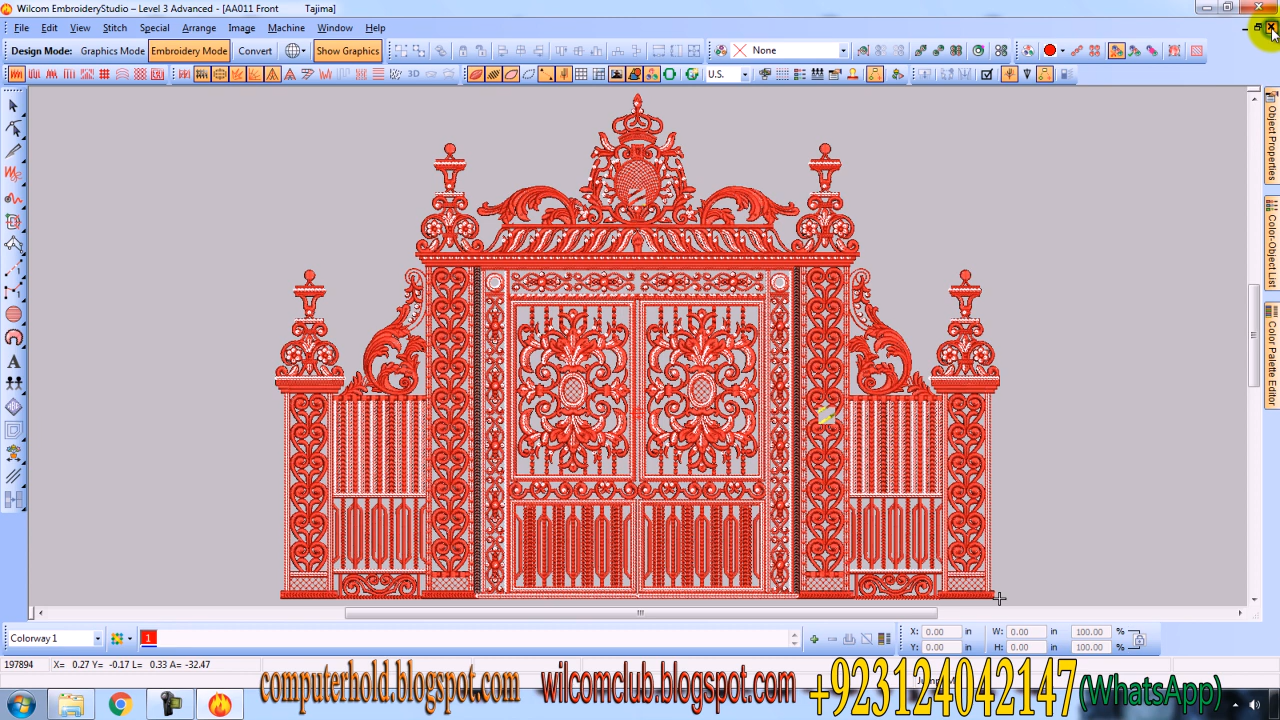 Wilcom EmbroideryStudio – Level 3 Advanced - [AA011 Front Tajima]
File Edit View Stitch Special Arrange Image Machine Window Help
Design Mode: Graphics Mode Embroidery Mode Convert Show Graphics None
3D U.S.
Object Properties
Color-Object List
Color Palette Editor
A
Colorway 1 1 X: 0.00 in W: 0.00 in 100.00 %
Y: 0.00 in H: 0.00 in 100.00 %
197894 X= 0.27 Y= -0.17 L= 0.33 A= -32.47
computerhold.blogspot.com wilcomclub.blogspot.com +923124042147(WhatsApp)